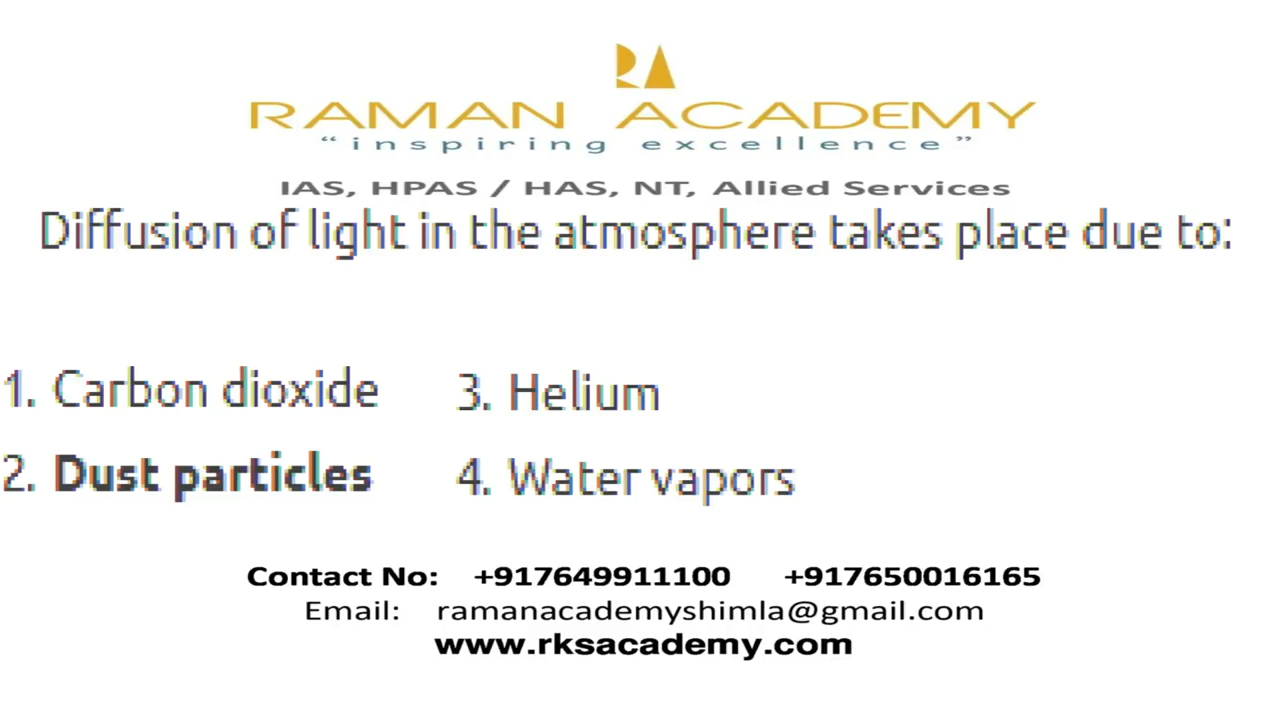 RA
RAMAN ACADEMY
“inspiring excellence”
IAS, HPAS / HAS, NT, Allied Services
Diffusion of light in the atmosphere takes place due to:
1. Carbon dioxide
2. Dust particles
3. Helium
4. Water vapors
Contact No: +917649911100 +917650016165
Email: ramanacademyshimla@gmail.com
www.rksacademy.com